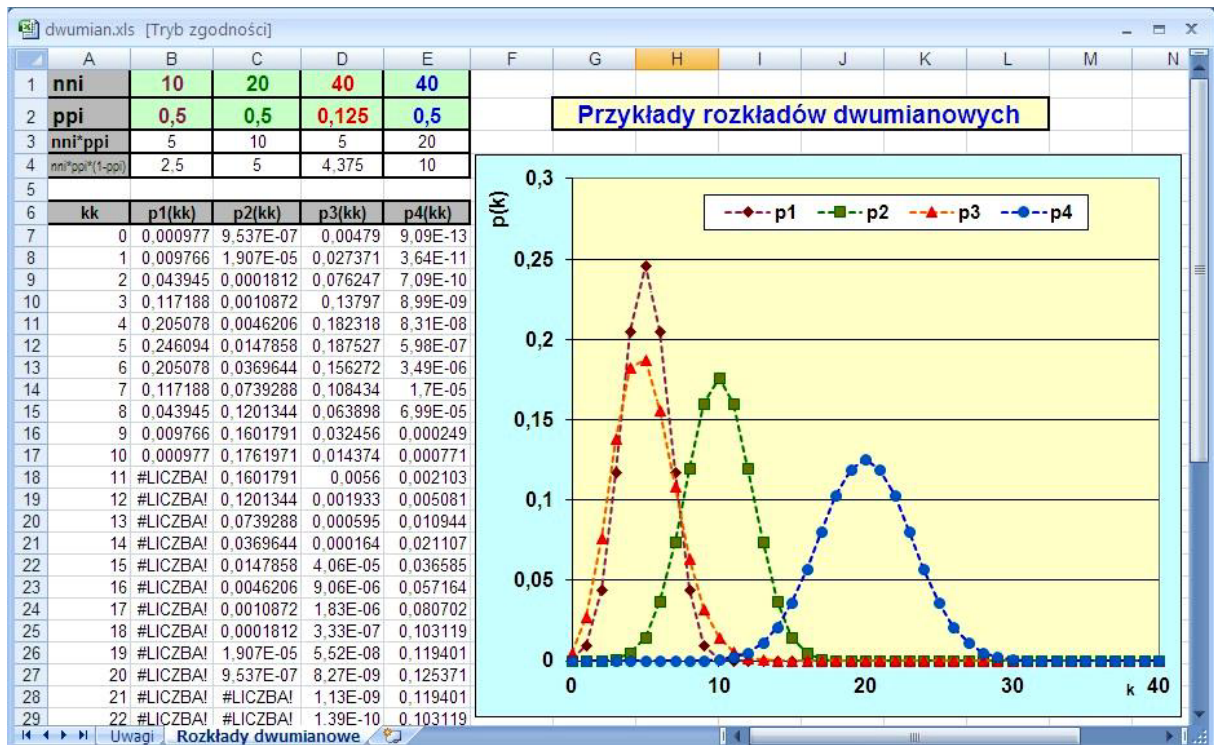 dwumian.xls [Tryb zgodności]
A B C D E F G H I J K L M N
1 nni 10 20 40 40
2 ppi 0,5 0,5 0,125 0,5
Przykłady rozkładów dwumianowych
3 nni*ppi 5 10 5 20
4 nni*ppi*(1-ppi) 2,5 5 4,375 10
5
6 kk p1(kk) p2(kk) p3(kk) p4(kk)
7 0 0,000977 9,537E-07 0,00479 9,09E-13
8 1 0,009766 1,907E-05 0,027371 3,64E-11
9 2 0,043945 0,0001812 0,076247 7,09E-10
10 3 0,117188 0,0010872 0,13797 8,99E-09
11 4 0,205078 0,0046206 0,182318 8,31E-08
12 5 0,246094 0,0147858 0,187527 5,98E-07
13 6 0,205078 0,0369644 0,156272 3,49E-06
14 7 0,117188 0,0739288 0,108434 1,7E-05
15 8 0,043945 0,1201344 0,063898 6,99E-05
16 9 0,009766 0,1601791 0,032456 0,000249
17 10 0,000977 0,1761971 0,014374 0,000771
18 11 #LICZBA! 0,1601791 0,0056 0,002103
19 12 #LICZBA! 0,1201344 0,001933 0,005081
20 13 #LICZBA! 0,0739288 0,000595 0,010944
21 14 #LICZBA! 0,0369644 0,000164 0,021107
22 15 #LICZBA! 0,0147858 4,06E-05 0,036585
23 16 #LICZBA! 0,0046206 9,06E-06 0,057164
24 17 #LICZBA! 0,0010872 1,83E-06 0,080702
25 18 #LICZBA! 0,0001812 3,33E-07 0,103119
26 19 #LICZBA! 1,907E-05 5,52E-08 0,119401
27 20 #LICZBA! 9,537E-07 8,27E-09 0,125371
28 21 #LICZBA! #LICZBA! 1,13E-09 0,119401
29 22 #LICZBA! #LICZBA! 1,39E-10 0,103119
p(k)
0,3
0,25
0,2
0,15
0,1
0,05
0
p1 p2 p3 p4
0 10 20 30 k 40
Uwagi Rozkłady dwumianowe